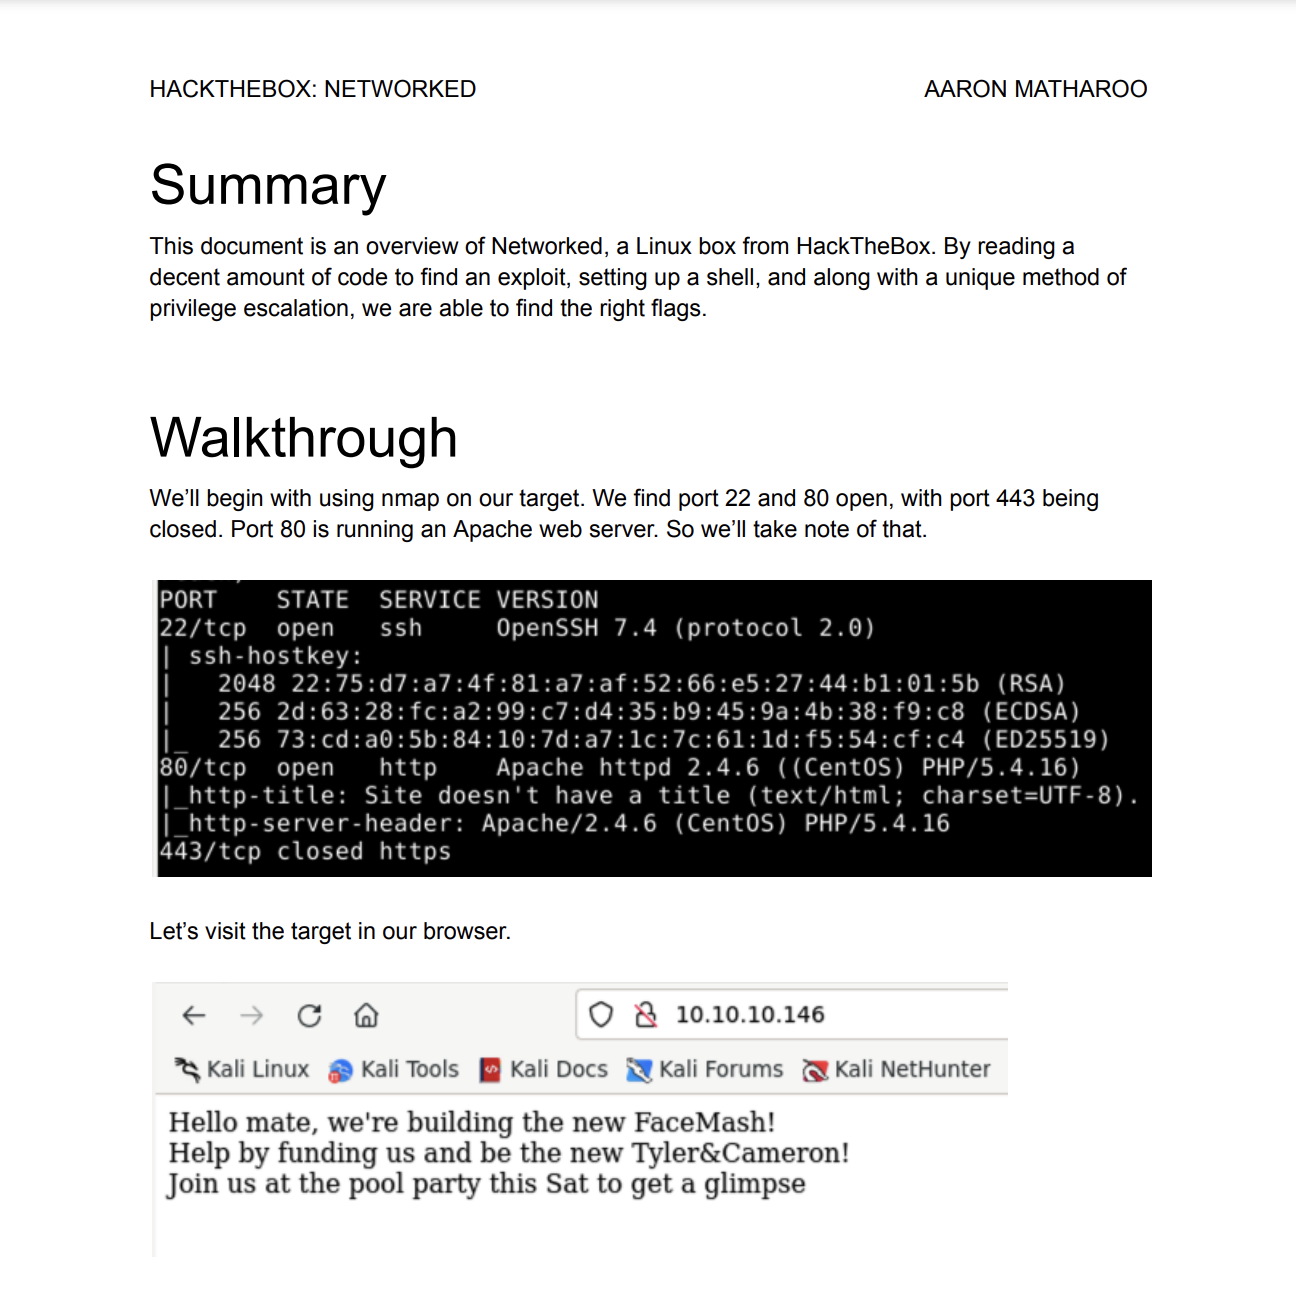 HACKTHEBOX: NETWORKED AARON MATHAROO
Summary
This document is an overview of Networked, a Linux box from HackTheBox. By reading a
decent amount of code to find an exploit, setting up a shell, and along with a unique method of
privilege escalation, we are able to find the right flags.
Walkthrough
We’ll begin with using nmap on our target. We find port 22 and 80 open, with port 443 being
closed. Port 80 is running an Apache web server. So we’ll take note of that.
PORT STATE SERVICE VERSION
22/tcp open ssh OpenSSH 7.4 (protocol 2.0)
| ssh-hostkey:
| 2048 22:75:d7:a7:4f:81:a7:af:52:66:e5:27:44:b1:01:5b (RSA)
| 256 2d:63:28:fc:a2:99:c7:d4:35:b9:45:9a:4b:38:f9:c8 (ECDSA)
|_ 256 73:cd:a0:5b:84:10:7d:a7:1c:7c:61:1d:f5:54:cf:c4 (ED25519)
80/tcp open http Apache httpd 2.4.6 ((CentOS) PHP/5.4.16)
|_http-title: Site doesn't have a title (text/html; charset=UTF-8).
|_http-server-header: Apache/2.4.6 (CentOS) PHP/5.4.16
443/tcp closed https
Let’s visit the target in our browser.
10.10.10.146
Kali Linux Kali Tools Kali Docs Kali Forums Kali NetHunter
Hello mate, we're building the new FaceMash!
Help by funding us and be the new Tyler&Cameron!
Join us at the pool party this Sat to get a glimpse